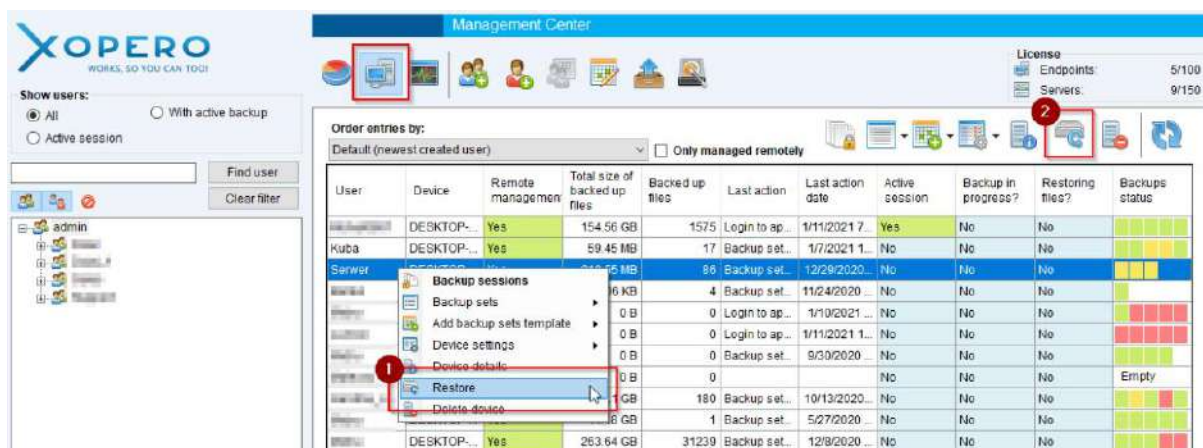 XOPERO
WORKS, SO YOU CAN TOO!
Management Center
License
Endpoints: 5/100
Servers: 9/150
Show users:
All
With active backup
Active session
Find user
Clear filter
admin
2
Order entries by:
Default (newest created user)
Only managed remotely
User Device Remote managemen Total size of backed up files Backed up files Last action Last action date Active session Backup in progress? Restoring files? Backups status
DESKTOP-... Yes 154.56 GB 1575 Login to ap... 1/11/2021 7... Yes No No
Kuba DESKTOP-... Yes 59.45 MB 17 Backup set... 1/7/2021 1... No No No
Serwer MB 86 Backup set... 12/29/2020... No No No
KB 4 Backup set... 11/24/2020 ... No No No
0 B 0 Login to ap... 1/10/2021 ... No No No
0 B 0 Login to ap... 1/11/2021 1... No No No
0 B 0 Backup set... 9/30/2020 ... No No No
0 B 0 No No No Empty
GB 180 Backup set... 10/13/2020... No No No
GB 1 Backup set... 5/27/2020 ... No No No
DESKTOP-... Yes 263.64 GB 31239 Backup set... 12/8/2020 ... No No No
Backup sessions
Backup sets
Add backup sets template
Device settings
Device details
1
Restore
Delete device